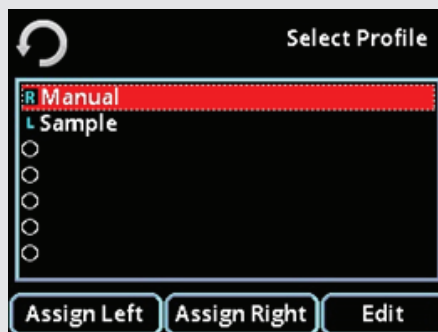 Select Profile
R Manual
L Sample
Assign Left Assign Right Edit